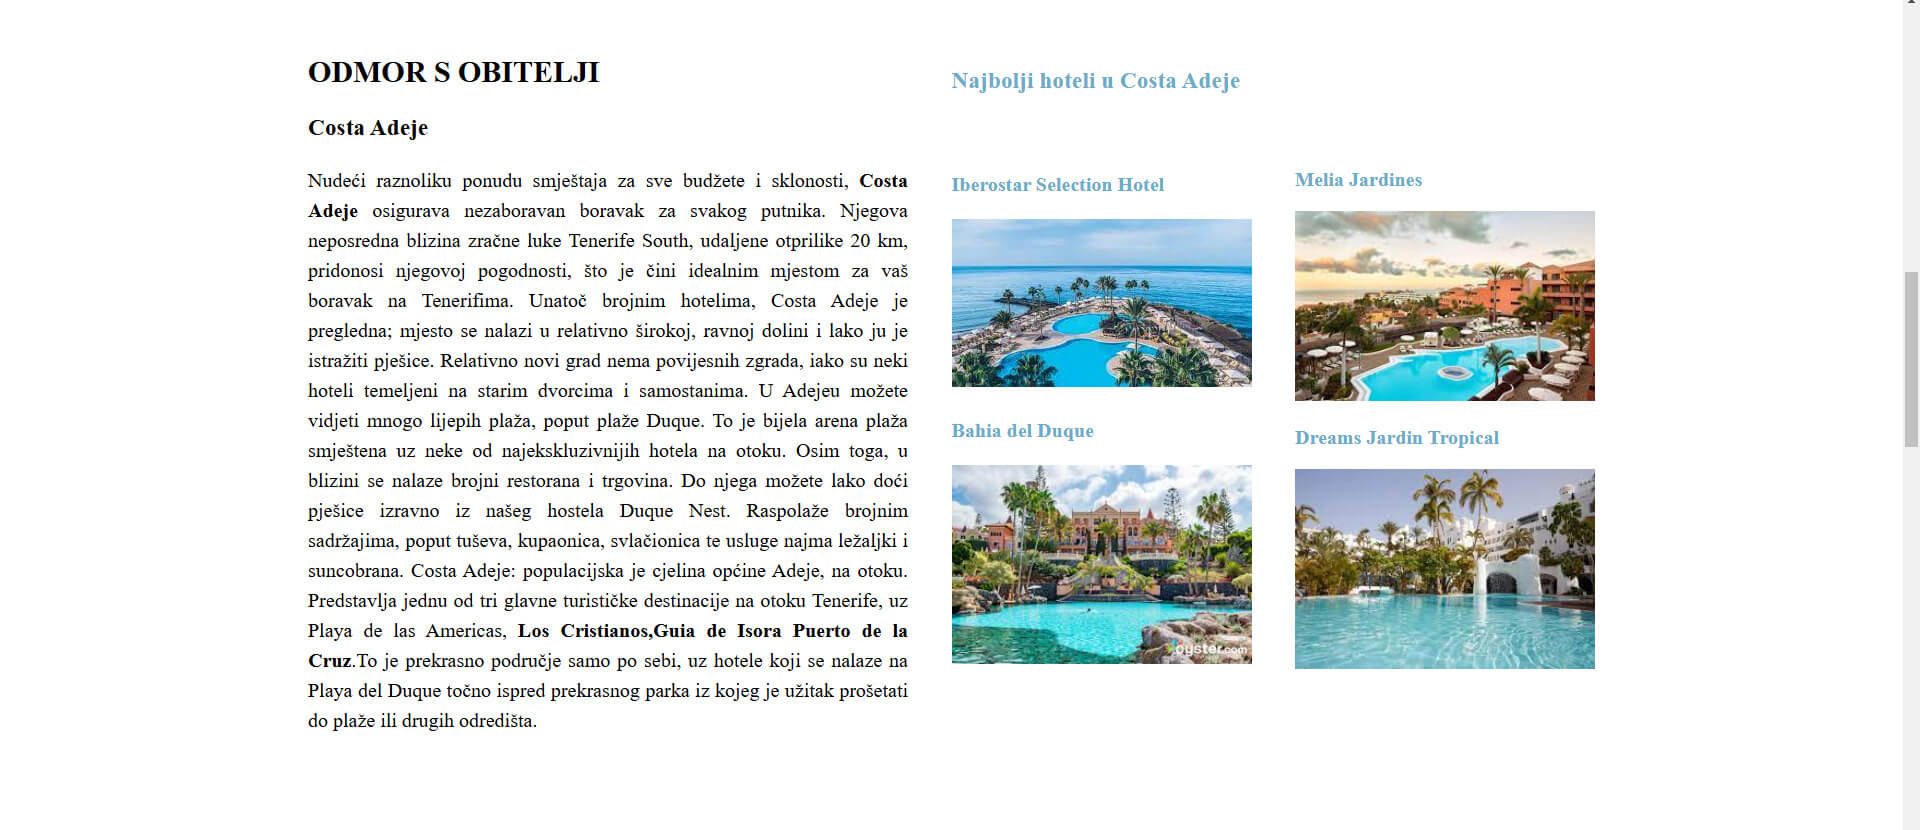 ODMOR S OBITELJI
Costa Adeje
Nudeći raznoliku ponudu smještaja za sve budžete i sklonosti, Costa
Adeje osigurava nezaboravan boravak za svakog putnika. Njegova
neposredna blizina zračne luke Tenerife South, udaljene otprilike 20 km,
pridonosi njegovoj pogodnosti, što je čini idealnim mjestom za vaš
boravak na Tenerifima. Unatoč brojnim hotelima, Costa Adeje je
pregledna; mjesto se nalazi u relativno širokoj, ravnoj dolini i lako ju je
istražiti pješice. Relativno novi grad nema povijesnih zgrada, iako su neki
hoteli temeljeni na starim dvorcima i samostanima. U Adejeu možete
vidjeti mnogo lijepih plaža, poput plaže Duque. To je bijela arena plaža
smještena uz neke od najekskluzivnijih hotela na otoku. Osim toga, u
blizini se nalaze brojni restorana i trgovina. Do njega možete lako doći
pješice izravno iz našeg hostela Duque Nest. Raspolaže brojnim
sadržajima, poput tuševa, kupaonica, svlačionica te usluge najma ležaljki i
suncobrana. Costa Adeje: populacijska je cjelina općine Adeje, na otoku.
Predstavlja jednu od tri glavne turističke destinacije na otoku Tenerife, uz
Playa de las Americas, Los Cristianos,Guia de Isora Puerto de la
Cruz.To je prekrasno područje samo po sebi, uz hotele koji se nalaze na
Playa del Duque točno ispred prekrasnog parka iz kojeg je užitak prošetati
do plaže ili drugih odredišta.
Najbolji hoteli u Costa Adeje
Iberostar Selection Hotel
Melia Jardines
Bahia del Duque
Dreams Jardin Tropical
oyster.com